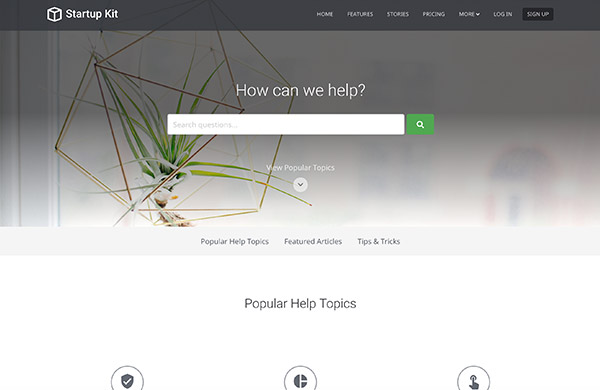 Startup Kit
HOME FEATURES STORIES PRICING MORE LOG IN SIGN UP
How can we help?
Search questions...
View Popular Topics
Popular Help Topics Featured Articles Tips & Tricks
Popular Help Topics